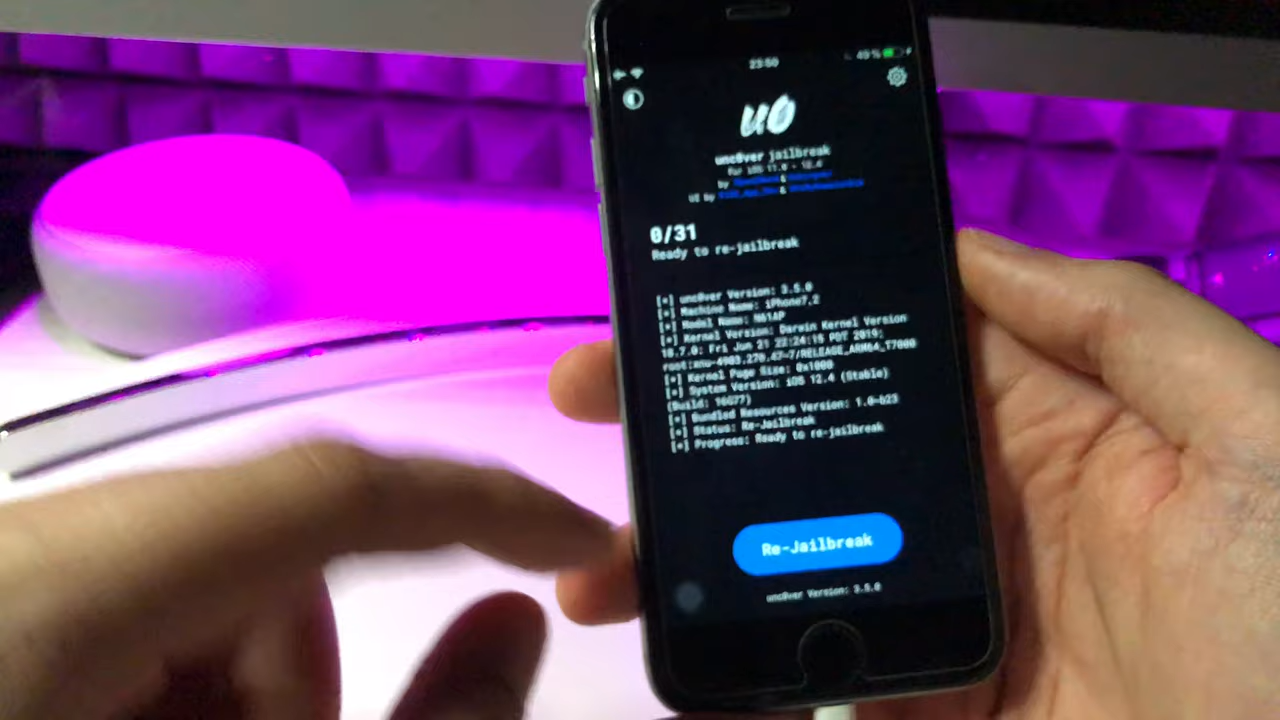 23:50
49%
u0
unc0ver jailbreak
for iOS 11.0 - 12.4
by &
UI by &
0/31
Ready to re-jailbreak
[*] unc0ver Version: 3.5.0
[*] Machine Name: iPhone7,2
[*] Model Name: N61AP
[*] Kernel Version: Darwin Kernel Version
18.7.0: Fri Jun 21 22:24:15 PDT 2019;
root:xnu-4903.270.47~7/RELEASE_ARM64_T7000
[*] Kernel Page Size: 0x1000
[*] System Version: iOS 12.4 (Stable)
(Build: 16G77)
[*] Bundled Resources Version: 1.0~b23
[*] Status: Re-Jailbreak
[*] Progress: Ready to re-jailbreak
Re-Jailbreak
unc0ver Version: 3.5.0